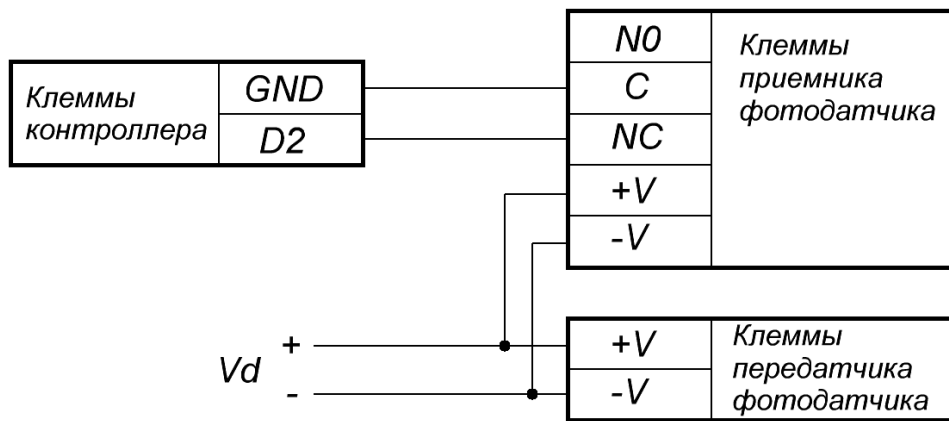 Клеммы
контроллера
GND
D2
N0
C
NC
+V
-V
Клеммы
приемника
фотодатчика
Vd
+
-
+V
-V
Клеммы
передатчика
фотодатчика